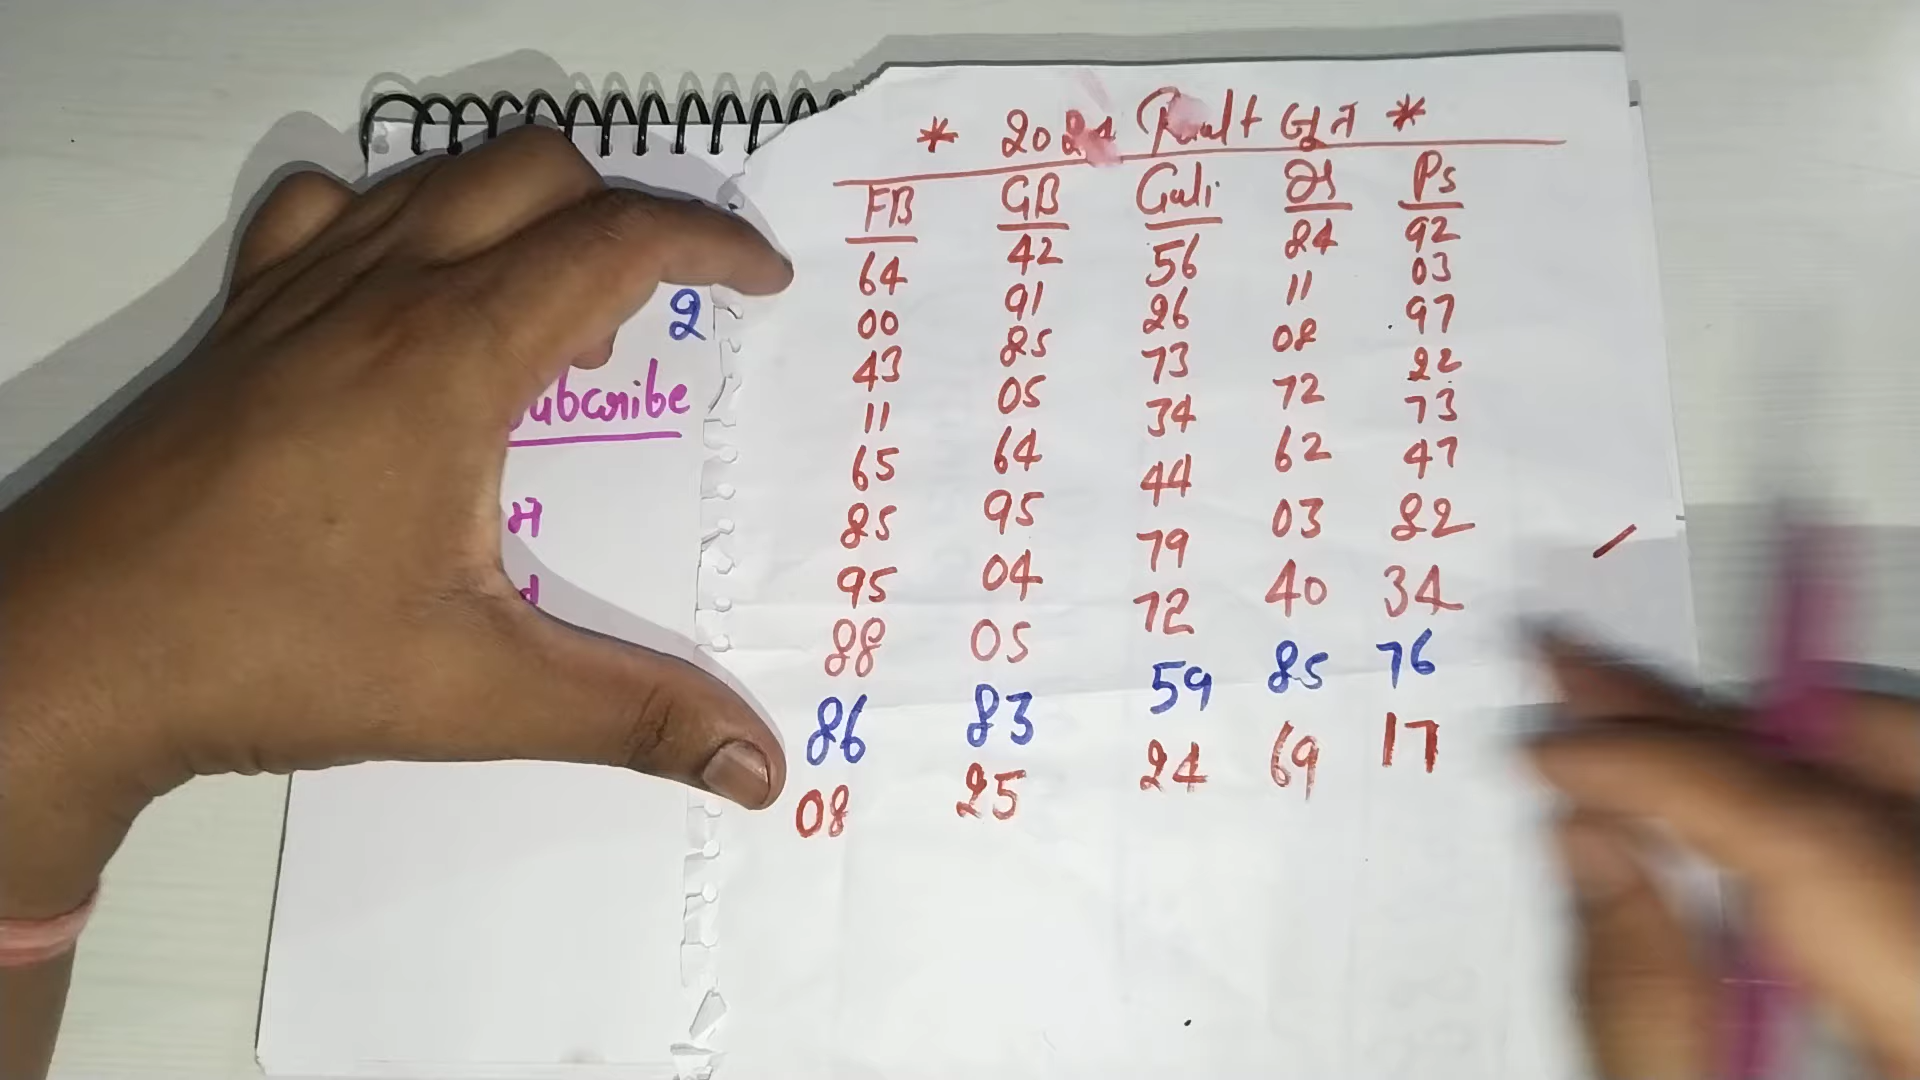 * 2024 Result जून *
FB GB Gali DS PS
64 42 56 84 92
00 91 26 11 03
43 85 73 08 97
11 05 34 72 22
65 64 44 62 73
85 95 79 03 47
95 04 72 40 82
88 05 59 85 34
86 83 24 69 76
08 25 17
2
Subcribe